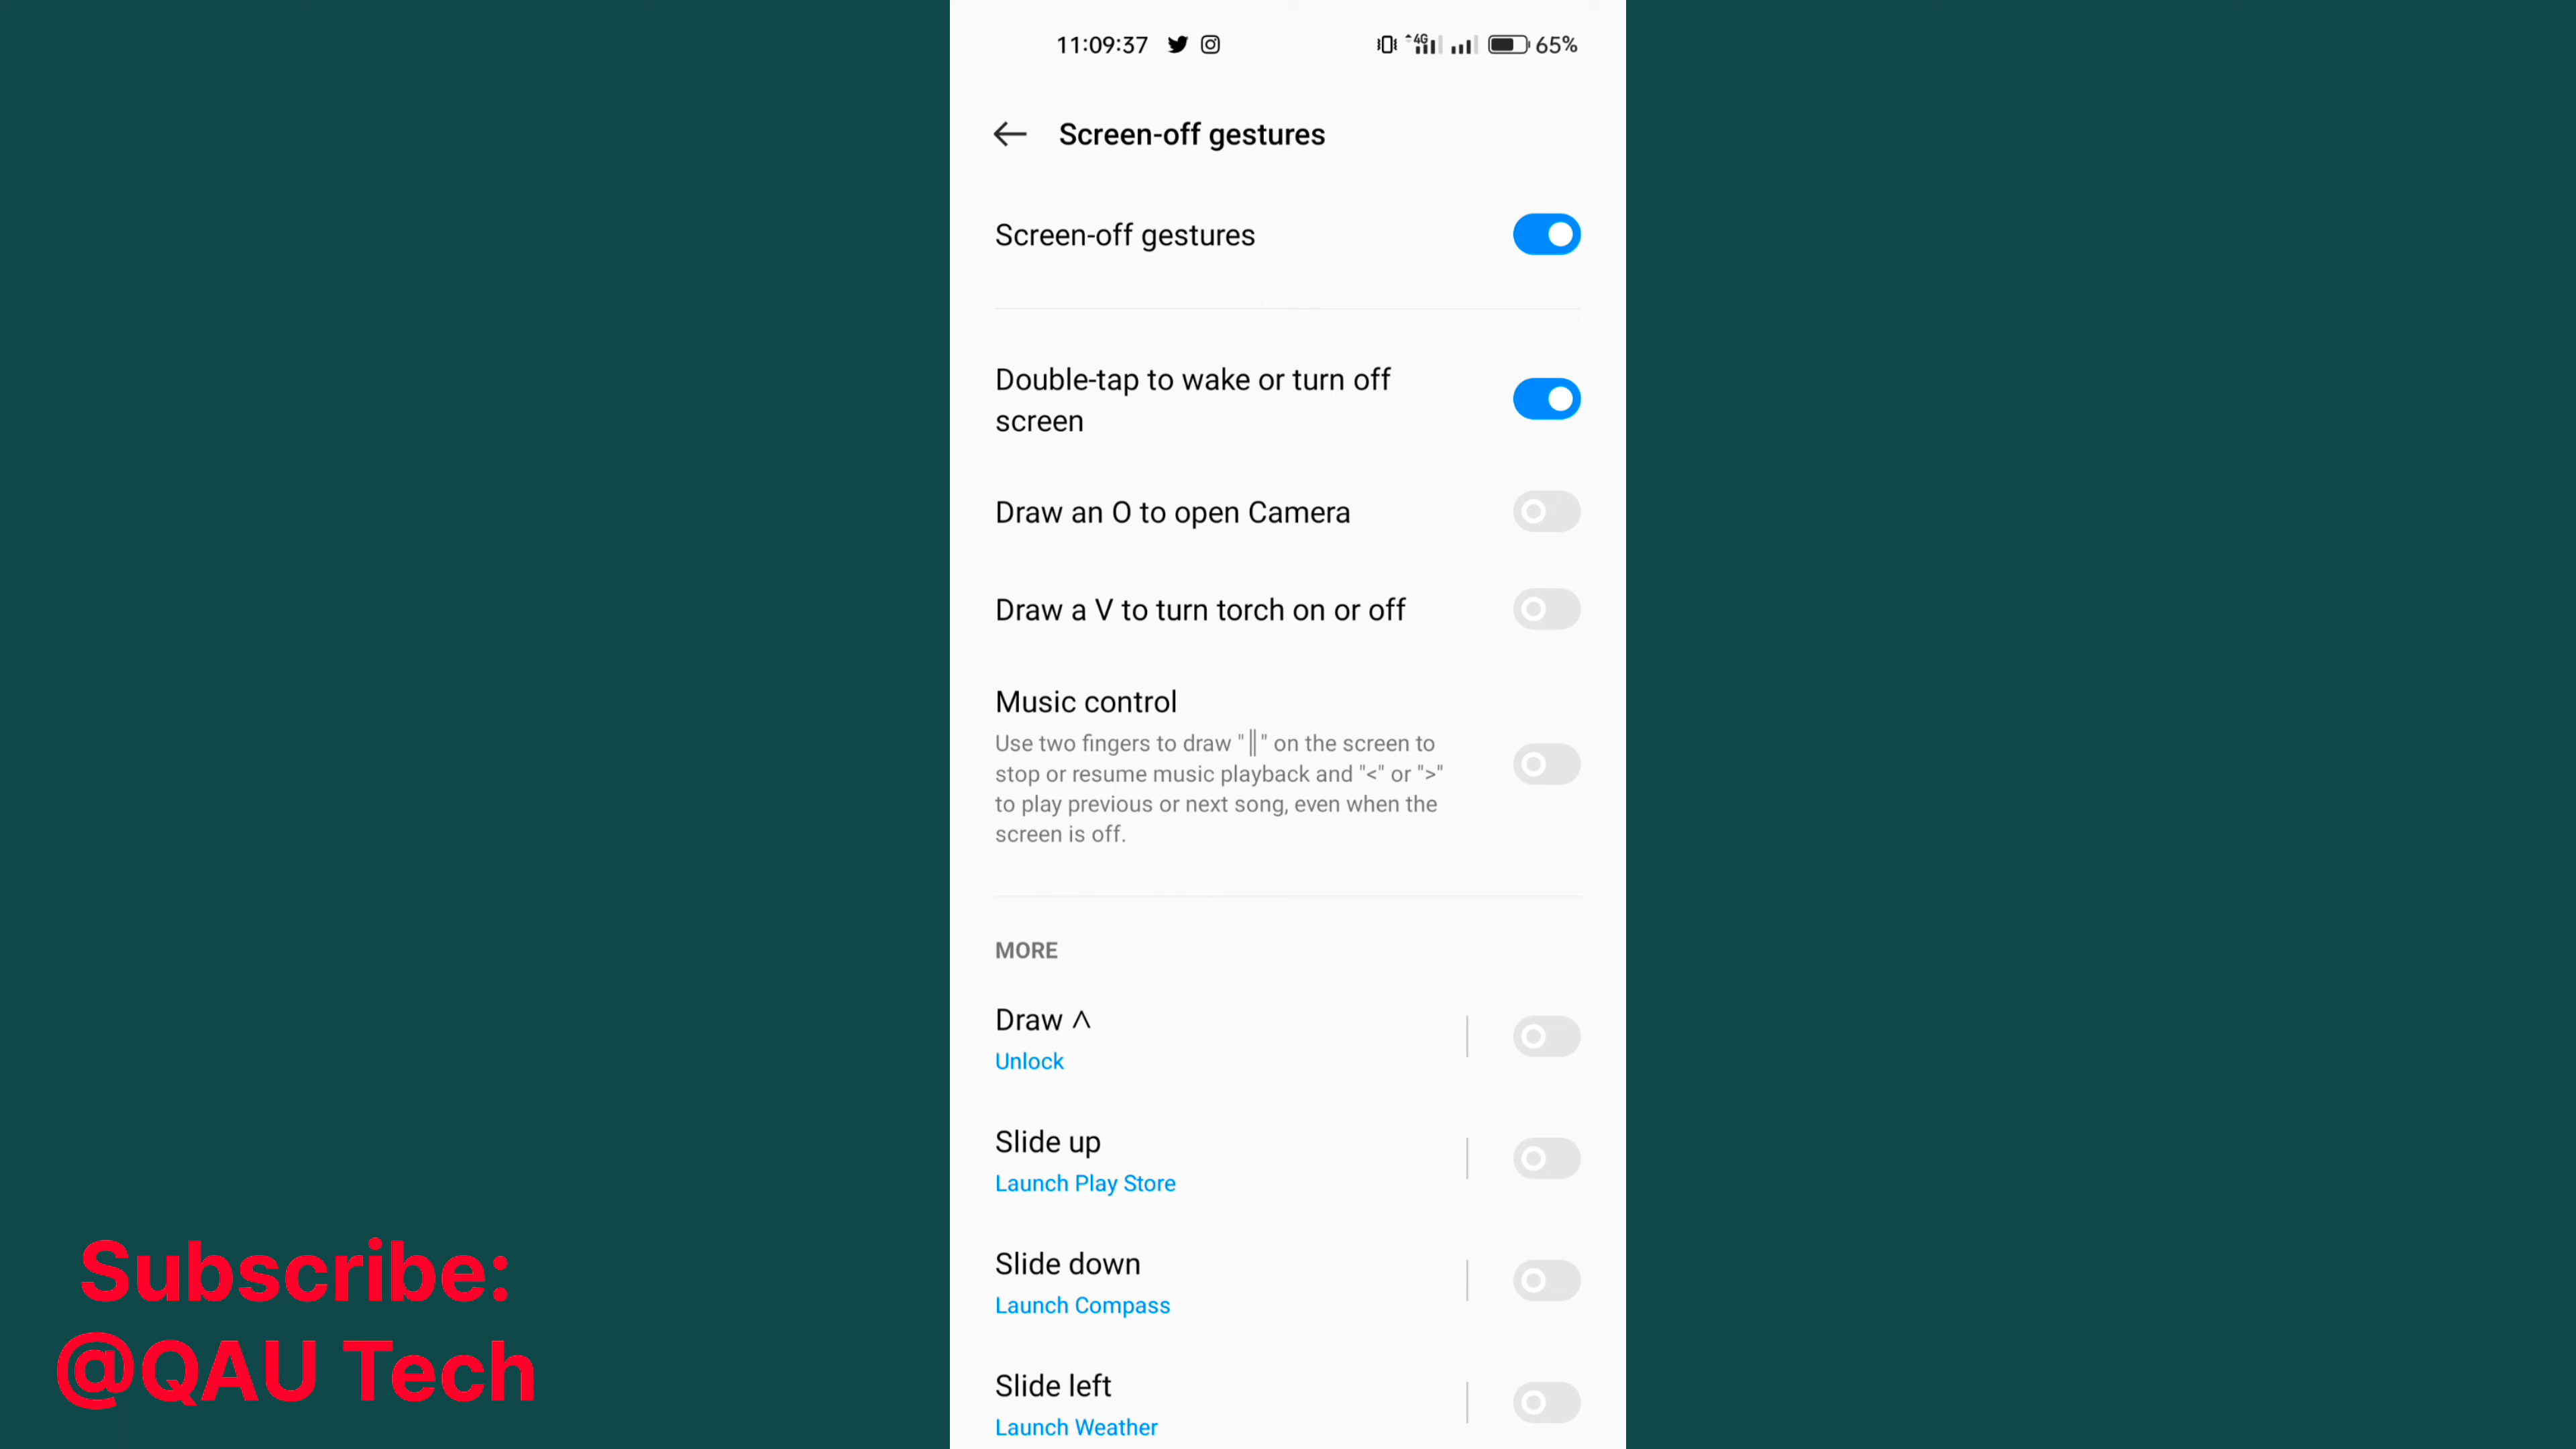 11:09:37 4G 65%
Screen-off gestures
Screen-off gestures
Double-tap to wake or turn off
screen
Draw an O to open Camera
Draw a V to turn torch on or off
Music control
Use two fingers to draw "||" on the screen to
stop or resume music playback and "<" or ">"
to play previous or next song, even when the
screen is off.
MORE
Draw ^
Unlock
Slide up
Launch Play Store
Slide down
Launch Compass
Slide left
Launch Weather
Subscribe:
@QAU Tech